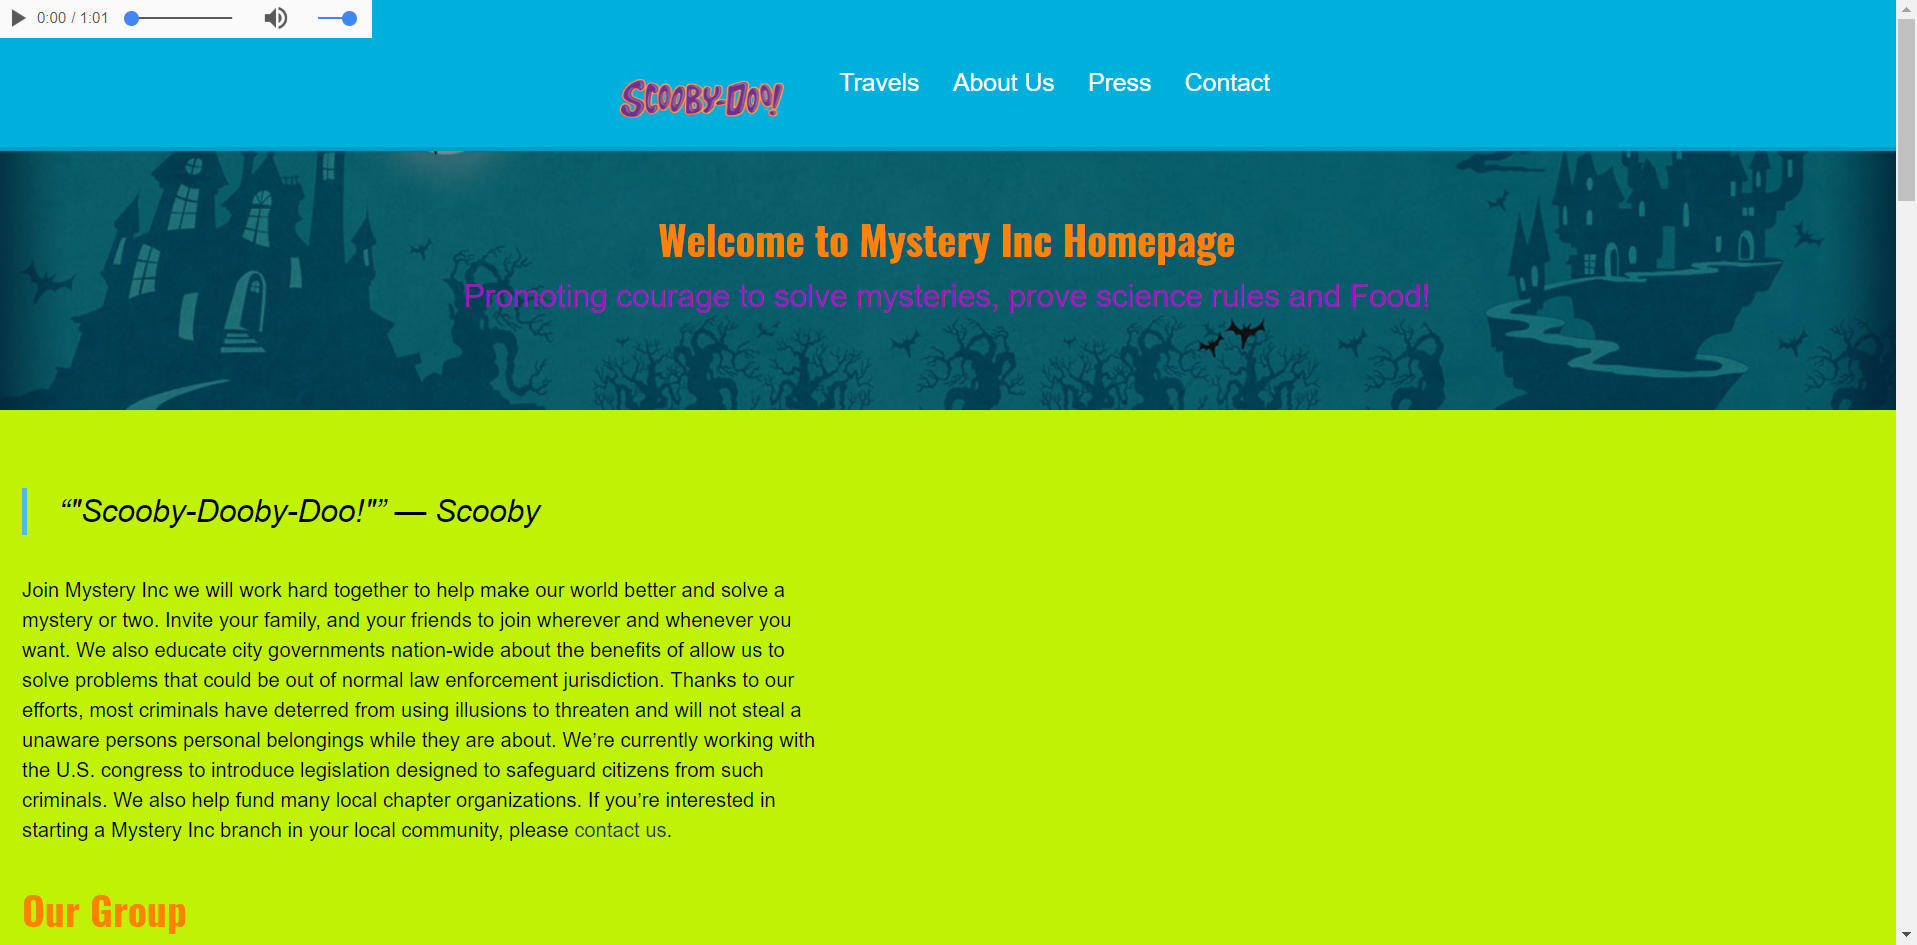 0:00 / 1:01
SCOOBY-DOO!
Travels About Us Press Contact
Welcome to Mystery Inc Homepage
Promoting courage to solve mysteries, prove science rules and Food!
“"Scooby-Dooby-Doo!"” — Scooby
Join Mystery Inc we will work hard together to help make our world better and solve a
mystery or two. Invite your family, and your friends to join wherever and whenever you
want. We also educate city governments nation-wide about the benefits of allow us to
solve problems that could be out of normal law enforcement jurisdiction. Thanks to our
efforts, most criminals have deterred from using illusions to threaten and will not steal a
unaware persons personal belongings while they are about. We’re currently working with
the U.S. congress to introduce legislation designed to safeguard citizens from such
criminals. We also help fund many local chapter organizations. If you’re interested in
starting a Mystery Inc branch in your local community, please contact us.
Our Group